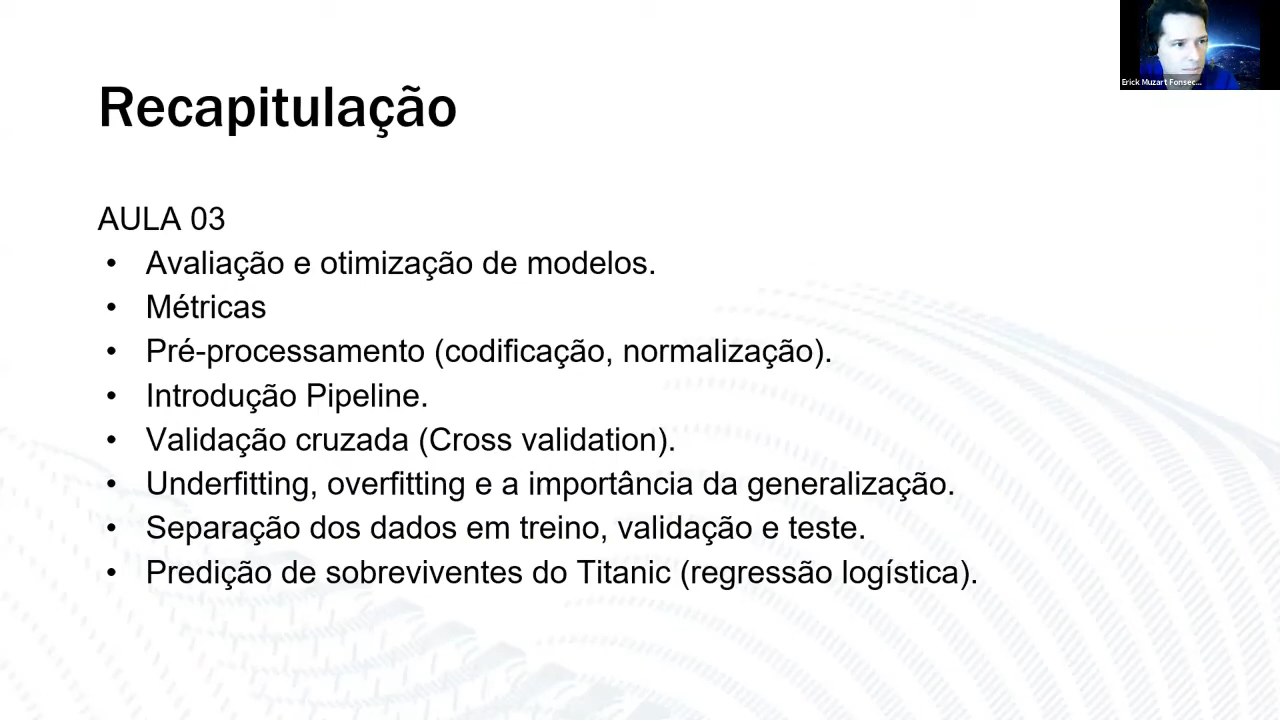 Erick Muzart Fonsec...
Recapitulação
AULA 03
• Avaliação e otimização de modelos.
• Métricas
• Pré-processamento (codificação, normalização).
• Introdução Pipeline.
• Validação cruzada (Cross validation).
• Underfitting, overfitting e a importância da generalização.
• Separação dos dados em treino, validação e teste.
• Predição de sobreviventes do Titanic (regressão logística).